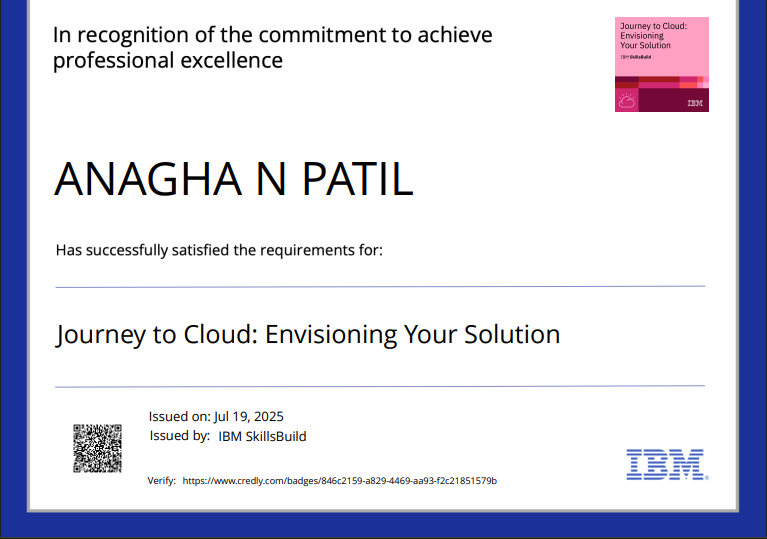 In recognition of the commitment to achieve
professional excellence
Journey to Cloud:
Envisioning
Your Solution
IBM SkillsBuild
IBM
ANAGHA N PATIL
Has successfully satisfied the requirements for:
Journey to Cloud: Envisioning Your Solution
Issued on: Jul 19, 2025
Issued by: IBM SkillsBuild
Verify: https://www.credly.com/badges/846c2159-a829-4469-aa93-f2c21851579b
IBM®